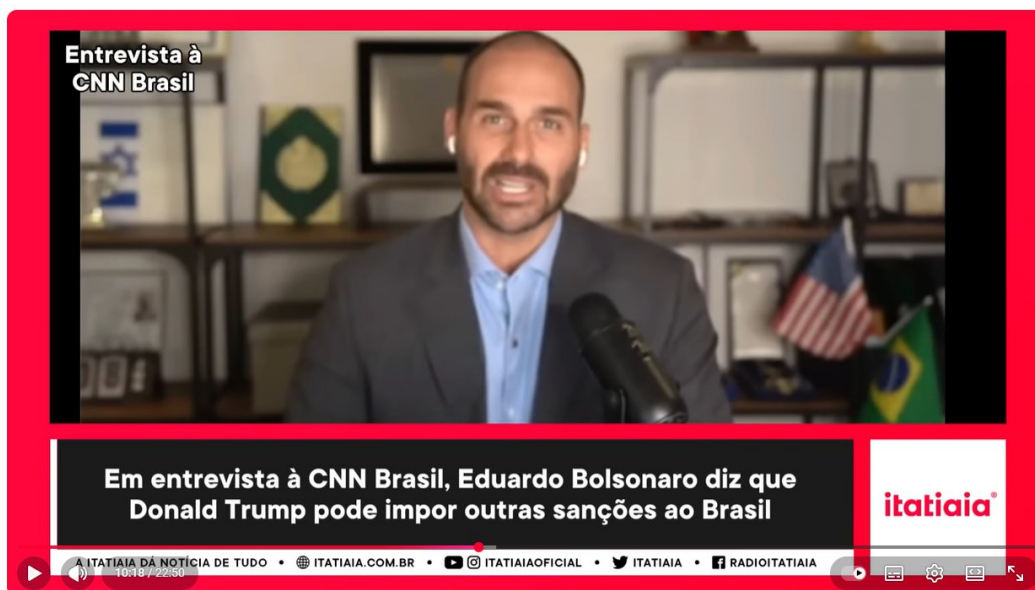 Entrevista à
CNN Brasil
Em entrevista à CNN Brasil, Eduardo Bolsonaro diz que
Donald Trump pode impor outras sanções ao Brasil
itatiaia®
A ITATIAIA DÁ NOTÍCIA DE TUDO • ITATIAIA.COM.BR • ITATIAIAOFICIAL • ITATIAIA • RADIOITATIAIA
10:18 / 22:50